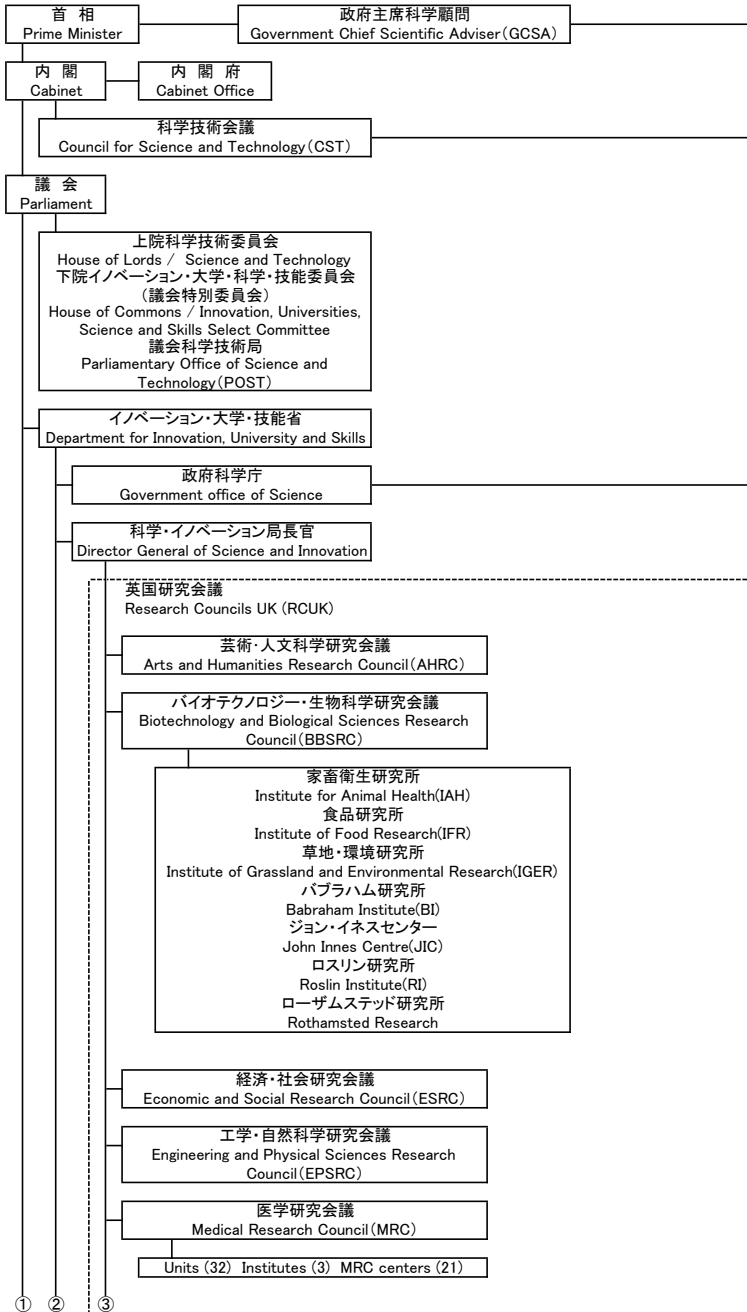 首 相
Prime Minister
政府主席科学顧問
Government Chief Scientific Adviser(GCSA)
内 閣
Cabinet
内 閣 府
Cabinet Office
科学技術会議
Council for Science and Technology(CST)
議 会
Parliament
上院科学技術委員会
House of Lords / Science and Technology
下院イノベーション・大学・科学・技能委員会
(議会特別委員会)
House of Commons / Innovation, Universities,
Science and Skills Select Committee
議会科学技術局
Parliamentary Office of Science and
Technology(POST)
イノベーション・大学・技能省
Department for Innovation, University and Skills
政府科学庁
Government office of Science
科学・イノベーション局長官
Director General of Science and Innovation
英国研究会議
Research Councils UK (RCUK)
芸術・人文科学研究会議
Arts and Humanities Research Council(AHRC)
バイオテクノロジー・生物科学研究会議
Biotechnology and Biological Sciences Research
Council(BBSRC)
家畜衛生研究所
Institute for Animal Health(IAH)
食品研究所
Institute of Food Research(IFR)
草地・環境研究所
Institute of Grassland and Environmental Research(IGER)
バブラハム研究所
Babraham Institute(BI)
ジョン・イネスセンター
John Innes Centre(JIC)
ロスリン研究所
Roslin Institute(RI)
ローザムステッド研究所
Rothamsted Research
経済・社会研究会議
Economic and Social Research Council(ESRC)
工学・自然科学研究会議
Engineering and Physical Sciences Research
Council(EPSRC)
医学研究会議
Medical Research Council(MRC)
Units (32) Institutes (3) MRC centers (21)
① ② ③